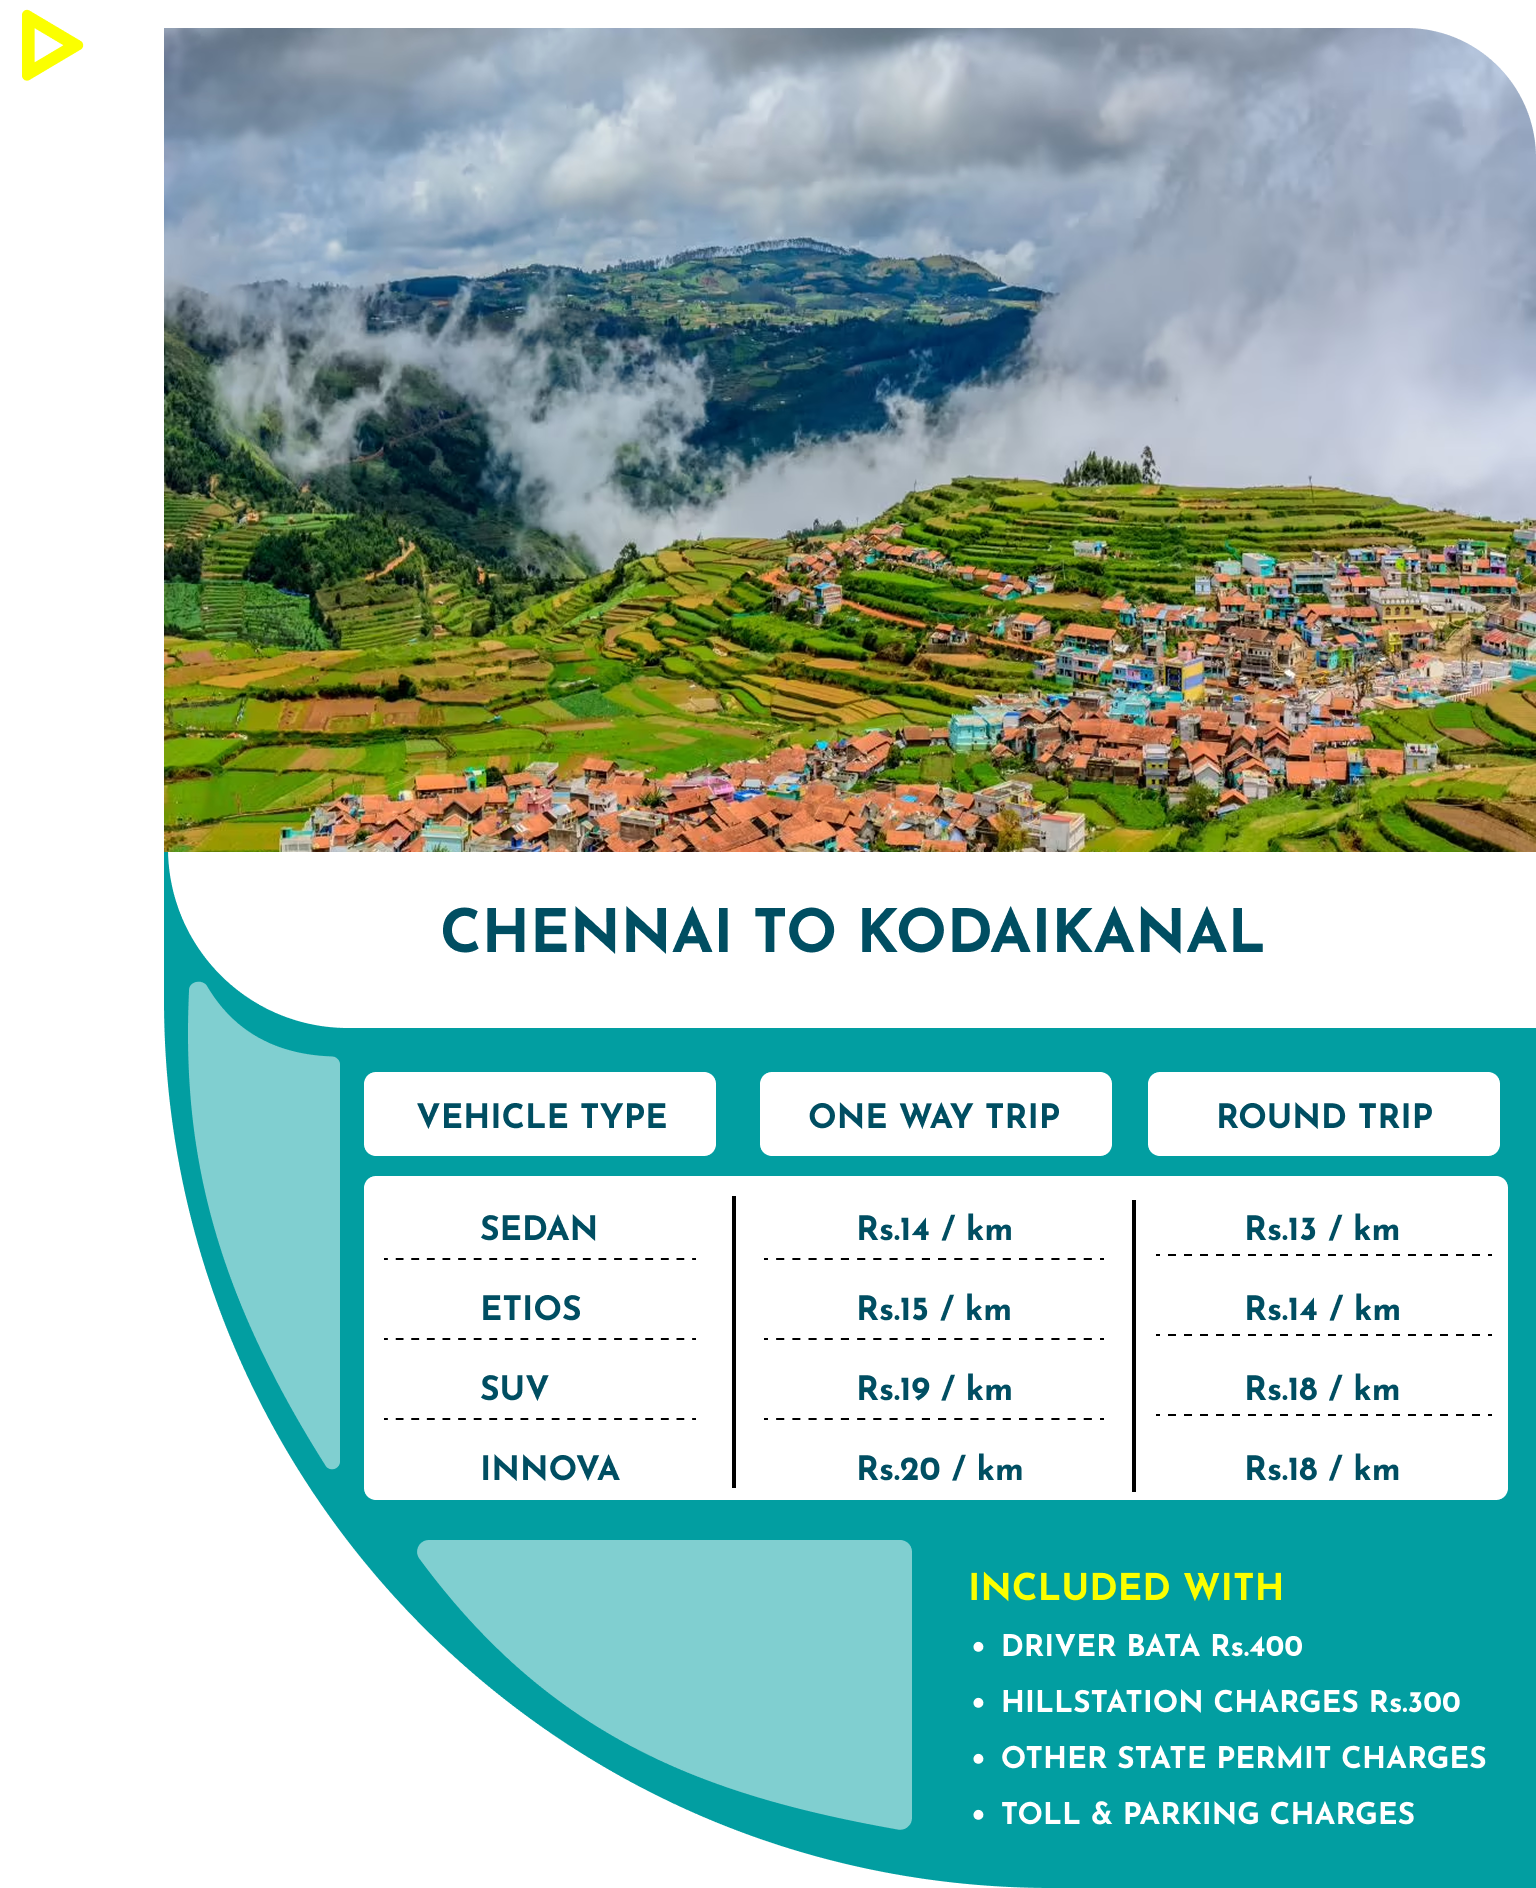 CHENNAI TO KODAIKANAL
VEHICLE TYPE ONE WAY TRIP ROUND TRIP
SEDAN Rs.14 / km Rs.13 / km
ETIOS Rs.15 / km Rs.14 / km
SUV Rs.19 / km Rs.18 / km
INNOVA Rs.20 / km Rs.18 / km
INCLUDED WITH
• DRIVER BATA Rs.400
• HILLSTATION CHARGES Rs.300
• OTHER STATE PERMIT CHARGES
• TOLL & PARKING CHARGES